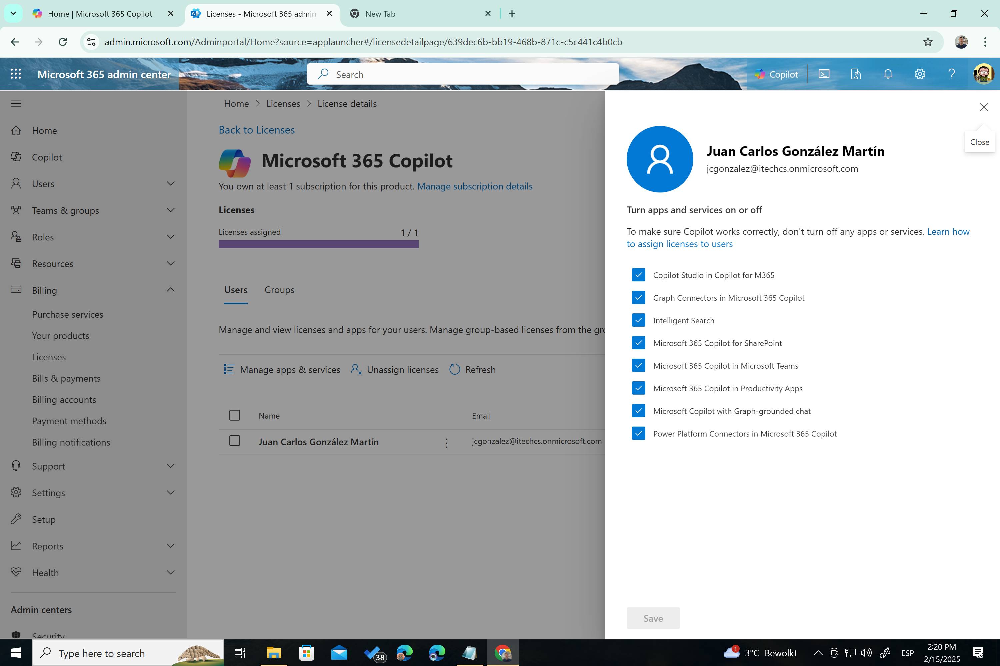 Home | Microsoft 365 Copilot
Licenses - Microsoft 365 admin
New Tab
admin.microsoft.com/Adminportal/Home?source=applauncher#/licensedetailpage/639dec6b-bb19-468b-871c-c5c441c4b0cb
Microsoft 365 admin center
Search
Copilot
Home
Copilot
Users
Teams & groups
Roles
Resources
Billing
Purchase services
Your products
Licenses
Bills & payments
Billing accounts
Payment methods
Billing notifications
Support
Settings
Setup
Reports
Health
Admin centers
Security
Home > Licenses > License details
Back to Licenses
Microsoft 365 Copilot
You own at least 1 subscription for this product. Manage subscription details
Licenses
Licenses assigned 1 / 1
Users Groups
Manage and view licenses and apps for your users. Manage group-based licenses from the gro
Manage apps & services Unassign licenses Refresh
Name Email
Juan Carlos González Martín jcgonzalez@itechcs.onmicrosoft.com
Close
Juan Carlos González Martín
jcgonzalez@itechcs.onmicrosoft.com
Turn apps and services on or off
To make sure Copilot works correctly, don't turn off any apps or services. Learn how
to assign licenses to users
Copilot Studio in Copilot for M365
Graph Connectors in Microsoft 365 Copilot
Intelligent Search
Microsoft 365 Copilot for SharePoint
Microsoft 365 Copilot in Microsoft Teams
Microsoft 365 Copilot in Productivity Apps
Microsoft Copilot with Graph-grounded chat
Power Platform Connectors in Microsoft 365 Copilot
Save
Type here to search
38
1
3°C Bewolkt
ESP
2:20 PM
2/15/2025